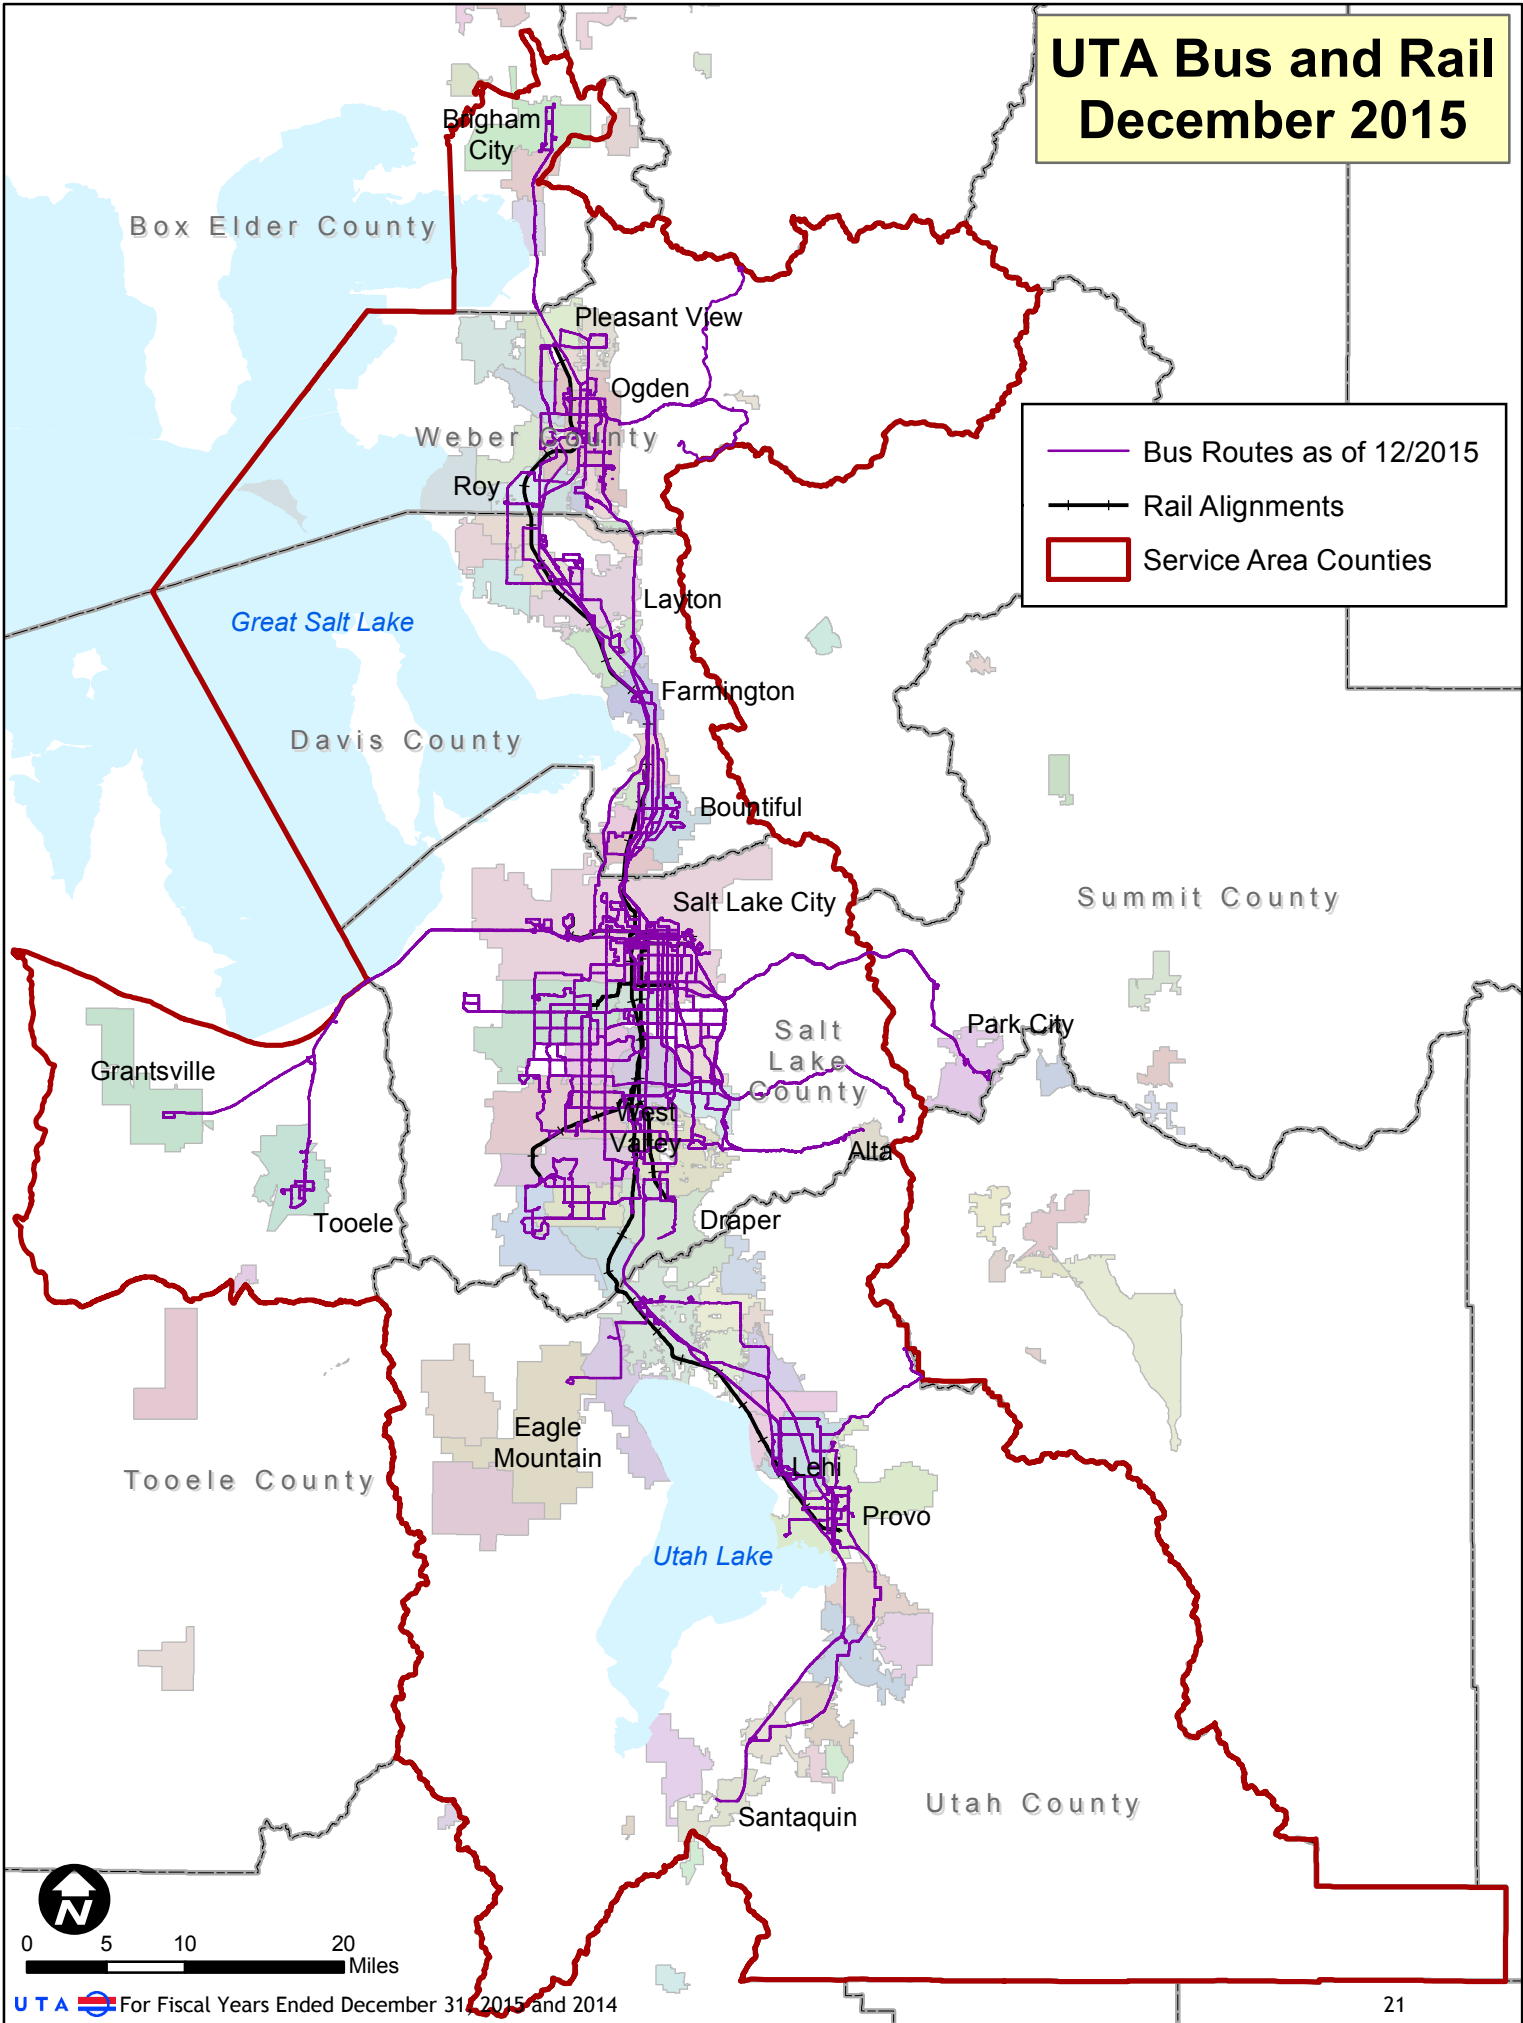 UTA Bus and Rail
December 2015
Brigham
City
Box Elder County
Pleasant View
Ogden
Weber County
Roy
Bus Routes as of 12/2015
Rail Alignments
Service Area Counties
Layton
Great Salt Lake
Farmington
Davis County
Bountiful
Salt Lake City
Summit County
Park City
Salt
Lake
County
Grantsville
West
Valley
Alta
Tooele
Draper
Eagle
Mountain
Tooele County
Lehi
Provo
Utah Lake
Utah County
Santaquin
N
0 5 10 20
Miles
UTA For Fiscal Years Ended December 31, 2015 and 2014
21